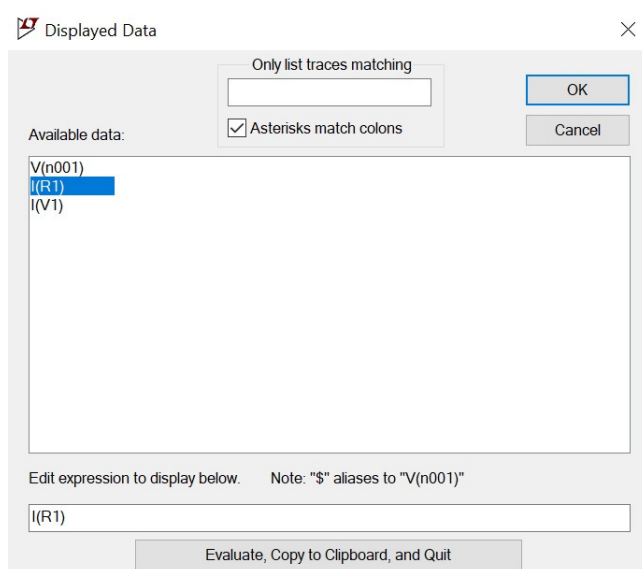 Displayed Data
Only list traces matching
OK
Asterisks match colons
Cancel
Available data:
V(n001)
I(R1)
I(V1)
Edit expression to display below. Note: "$" aliases to "V(n001)"
I(R1)
Evaluate, Copy to Clipboard, and Quit